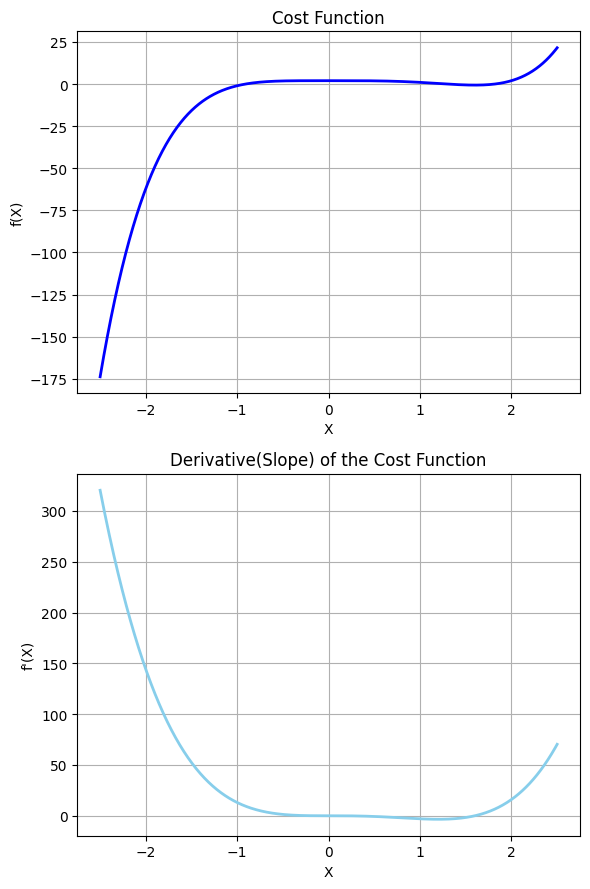 Cost Function
25
0
−25
−50
−75
−100
−125
−150
−175
f(X)
−2 −1 0 1 2
X
Derivative(Slope) of the Cost Function
300
250
200
150
100
50
0
f'(X)
−2 −1 0 1 2
X